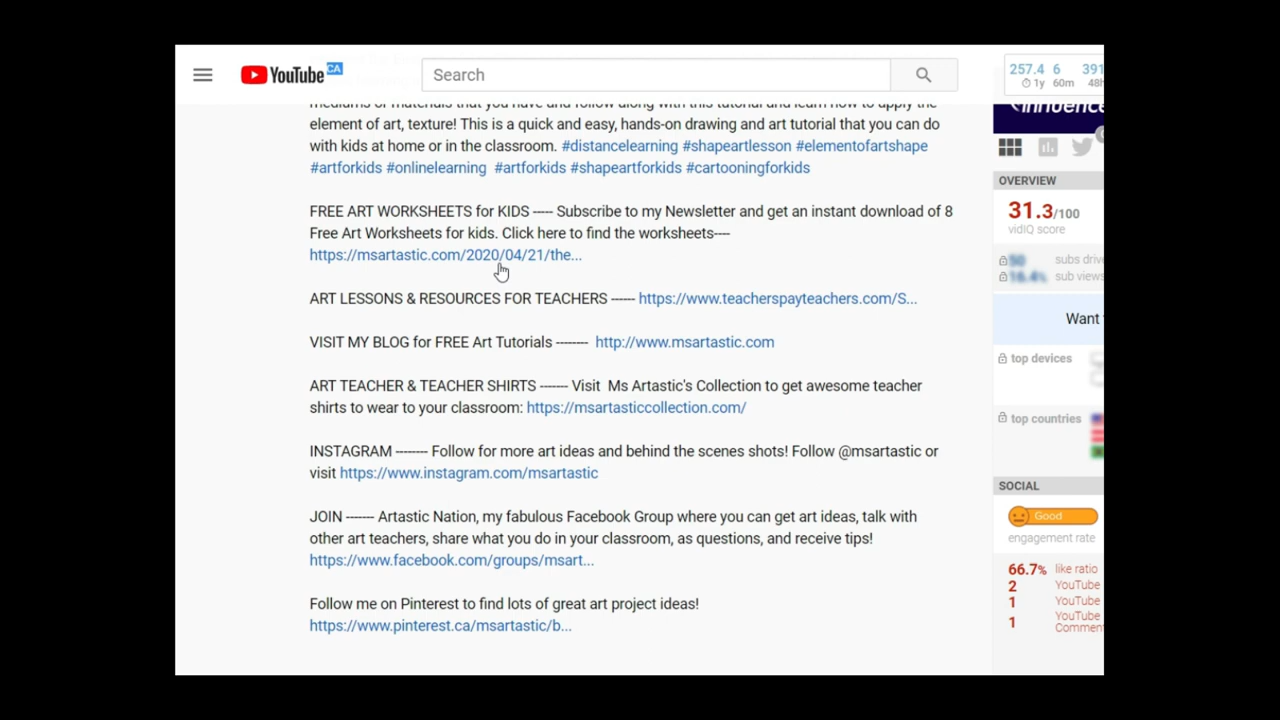 YouTube CA
Search
257.4 6 391
1y 60m 48h
mediums or materials that you have and follow along with this tutorial and learn how to apply the
element of art, texture! This is a quick and easy, hands-on drawing and art tutorial that you can do
with kids at home or in the classroom. #distancelearning #shapeartlesson #elementofartshape
#artforkids #onlinelearning #artforkids #shapeartforkids #cartooningforkids
FREE ART WORKSHEETS for KIDS ----- Subscribe to my Newsletter and get an instant download of 8
Free Art Worksheets for kids. Click here to find the worksheets----
https://msartastic.com/2020/04/21/the...
ART LESSONS & RESOURCES FOR TEACHERS ------ https://www.teacherspayteachers.com/S...
VISIT MY BLOG for FREE Art Tutorials -------- http://www.msartastic.com
ART TEACHER & TEACHER SHIRTS ------- Visit Ms Artastic's Collection to get awesome teacher
shirts to wear to your classroom: https://msartasticcollection.com/
INSTAGRAM -------- Follow for more art ideas and behind the scenes shots! Follow @msartastic or
visit https://www.instagram.com/msartastic
JOIN ------- Artastic Nation, my fabulous Facebook Group where you can get art ideas, talk with
other art teachers, share what you do in your classroom, as questions, and receive tips!
https://www.facebook.com/groups/msart...
Follow me on Pinterest to find lots of great art project ideas!
https://www.pinterest.ca/msartastic/b...
OVERVIEW
31.3/100
vidIQ score
subs driv
sub views
Want
top devices
top countries
SOCIAL
Good
engagement rate
66.7% like ratio
2 YouTube
1 YouTube
1 YouTube
Commen